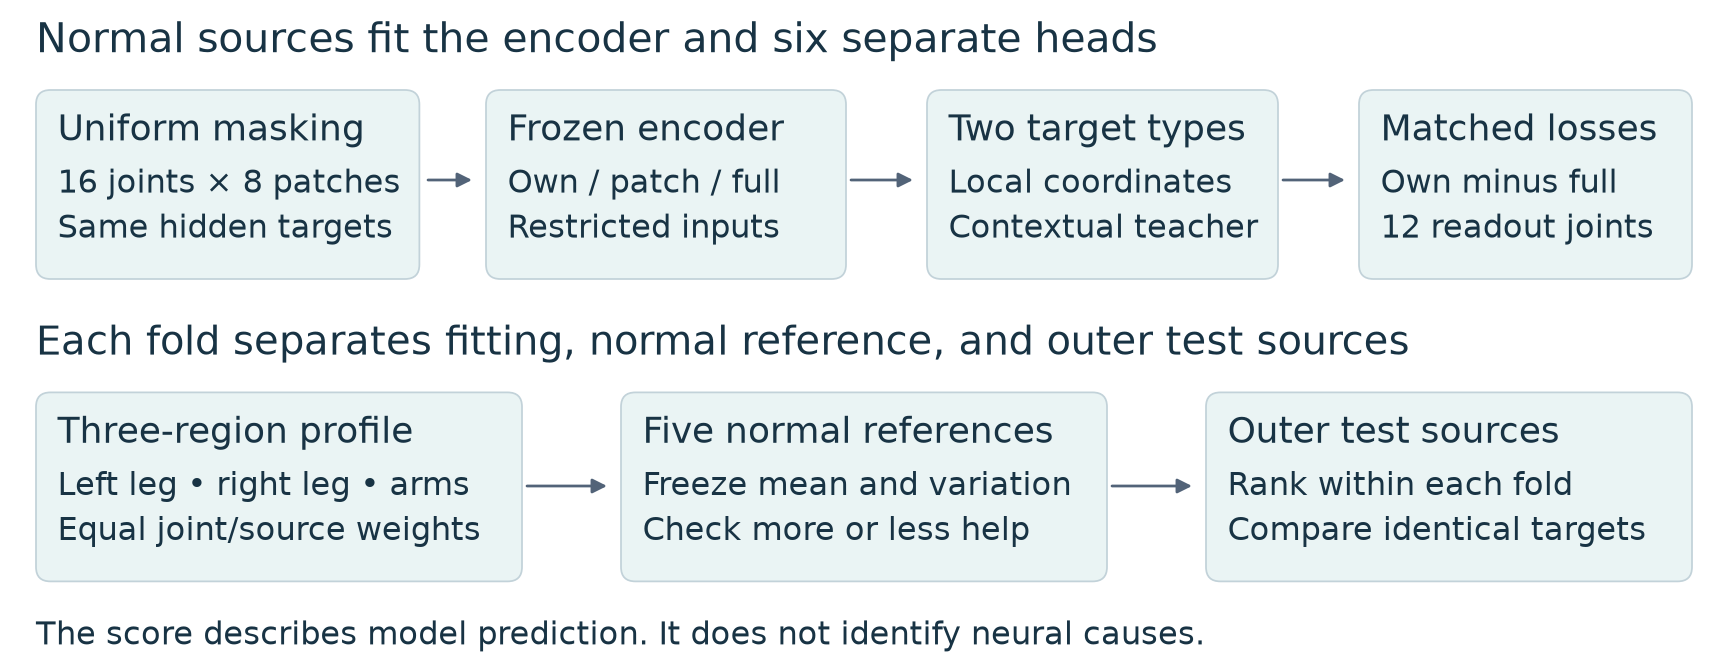 Normal sources fit the encoder and six separate heads
Uniform masking
16 joints × 8 patches
Same hidden targets
Frozen encoder
Own / patch / full
Restricted inputs
Two target types
Local coordinates
Contextual teacher
Matched losses
Own minus full
12 readout joints
Each fold separates fitting, normal reference, and outer test sources
Three-region profile
Left leg • right leg • arms
Equal joint/source weights
Five normal references
Freeze mean and variation
Check more or less help
Outer test sources
Rank within each fold
Compare identical targets
The score describes model prediction. It does not identify neural causes.